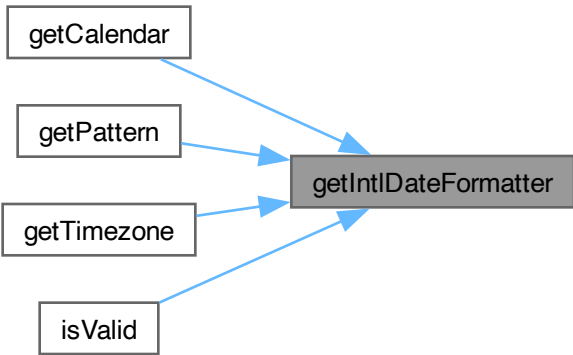 getCalendar
getPattern
getIntlDateFormatter
getTimezone
isValid